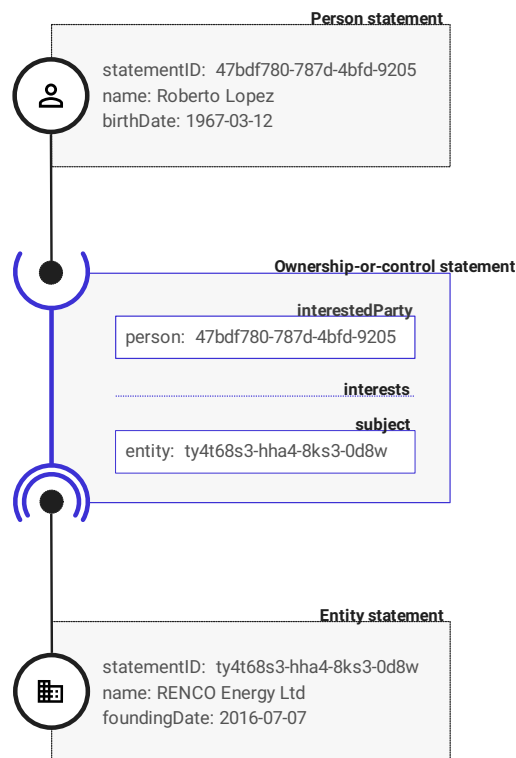 Person statement
statementID: 47bdf780-787d-4bfd-9205
name: Roberto Lopez
birthDate: 1967-03-12
Ownership-or-control statement
interestedParty
person: 47bdf780-787d-4bfd-9205
interests
subject
entity: ty4t68s3-hha4-8ks3-0d8w
Entity statement
statementID: ty4t68s3-hha4-8ks3-0d8w
name: RENCO Energy Ltd
foundingDate: 2016-07-07